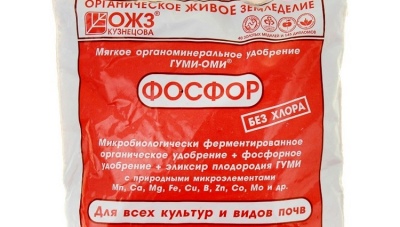 ОРГАНИЧЕСКОЕ ЖИВОЕ ЗЕМЛЕДЕЛИЕ
ОЖЗ
КУЗНЕЦОВА
Мягкое органоминеральное удобрение
ГУМИ-ОМИ®
ФОСФОР
БЕЗ ХЛОРА
Микробиологически ферментированное
органическое удобрение + фосфорное
удобрение + эликсир плодородия ГУМИ
с природными микроэлементами
Mn, Ca, Mg, Fe, Cu, B, Zn, Co, Mo и др.
Для всех культур и видов почв